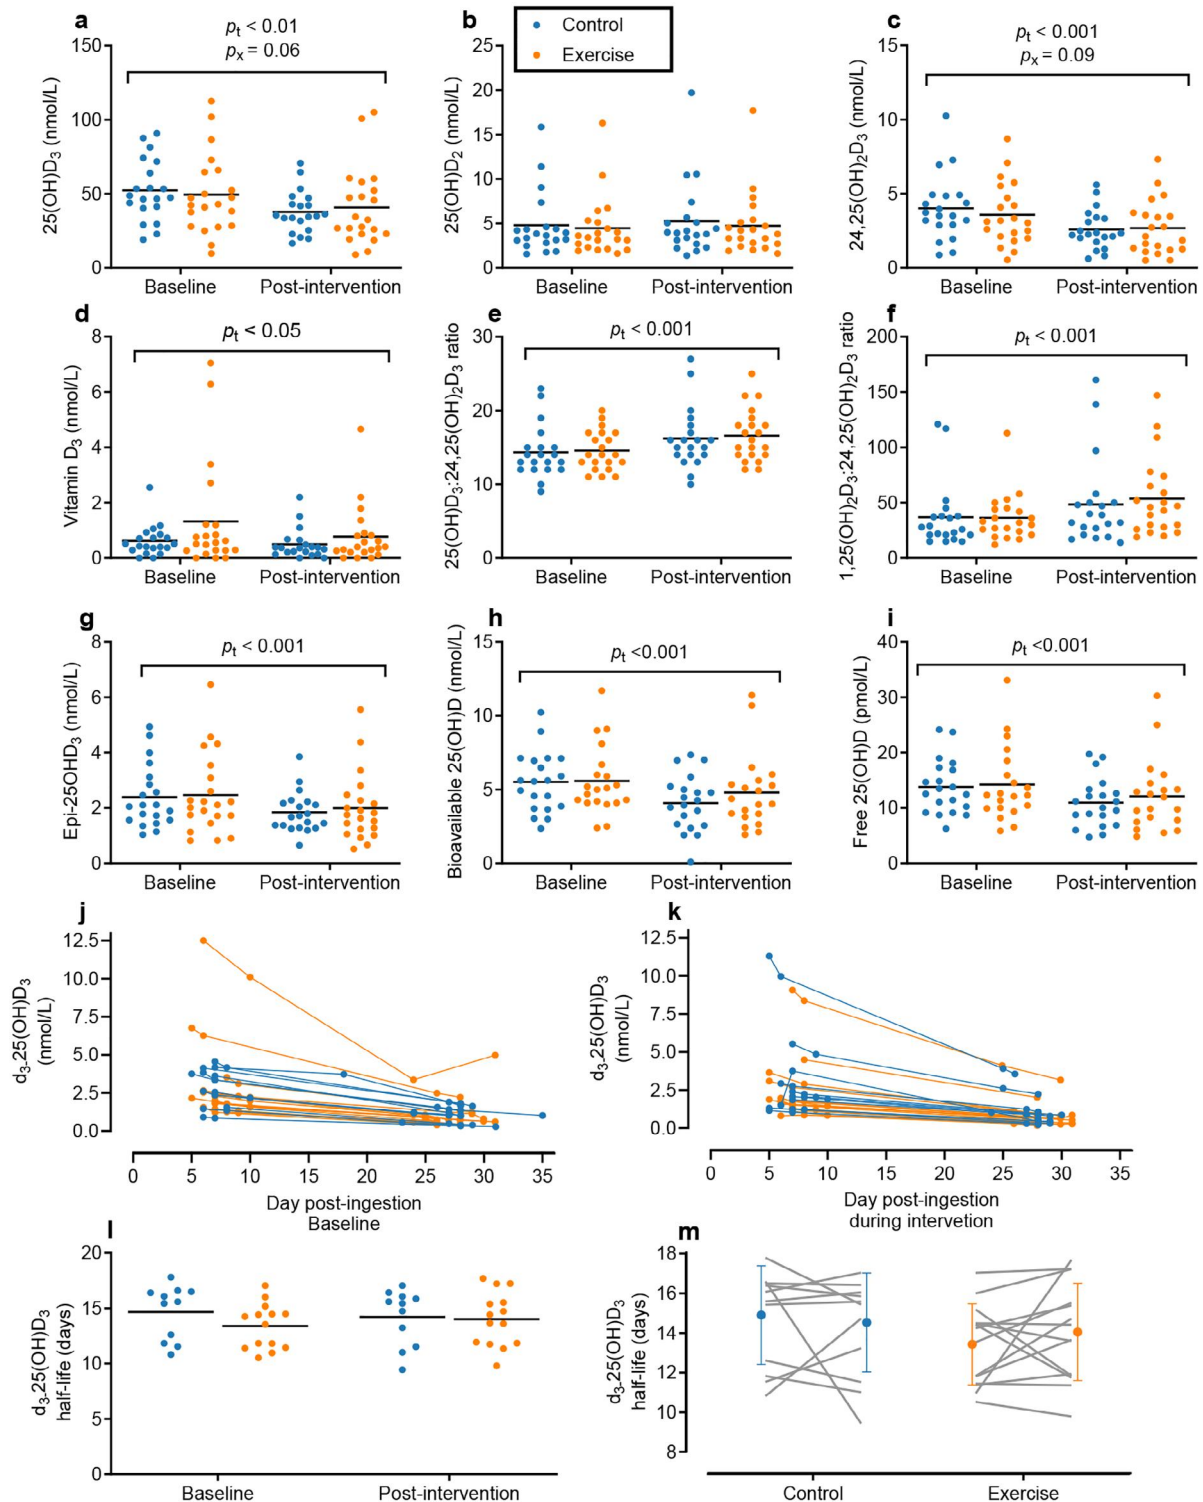 a
pt < 0.01
px = 0.06
25(OH)D3 (nmol/L)
150
100
50
0
Baseline
Post-intervention
b
Control
Exercise
25(OH)D2 (nmol/L)
25
20
15
10
5
0
Baseline
Post-intervention
c
pt < 0.001
px = 0.09
24,25(OH)2D3 (nmol/L)
15
10
5
0
Baseline
Post-intervention
d
pt < 0.05
Vitamin D3 (nmol/L)
8
6
4
2
0
Baseline
Post-intervention
e
pt < 0.001
25(OH)D3:24,25(OH)2D3 ratio
30
20
10
0
Baseline
Post-intervention
f
pt < 0.001
1,25(OH)2D3:24,25(OH)2D3 ratio
200
150
100
50
0
Baseline
Post-intervention
g
pt < 0.001
Epi-25OHD3 (nmol/L)
8
6
4
2
0
Baseline
Post-intervention
h
pt <0.001
Bioavailable 25(OH)D (nmol/L)
15
10
5
0
Baseline
Post-intervention
i
pt <0.001
Free 25(OH)D (pmol/L)
40
30
20
10
0
Baseline
Post-intervention
j
d3-25(OH)D3
(nmol/L)
12.5
10.0
7.5
5.0
2.5
0.0
0 5 10 15 20 25 30 35
Day post-ingestion
Baseline
k
d3-25(OH)D3
(nmol/L)
12.5
10.0
7.5
5.0
2.5
0.0
0 5 10 15 20 25 30 35
Day post-ingestion
during intervetion
l
d3-25(OH)D3
half-life (days)
20
15
10
5
0
Baseline
Post-intervention
m
d3-25(OH)D3
half-life (days)
18
16
14
12
10
8
Control
Exercise